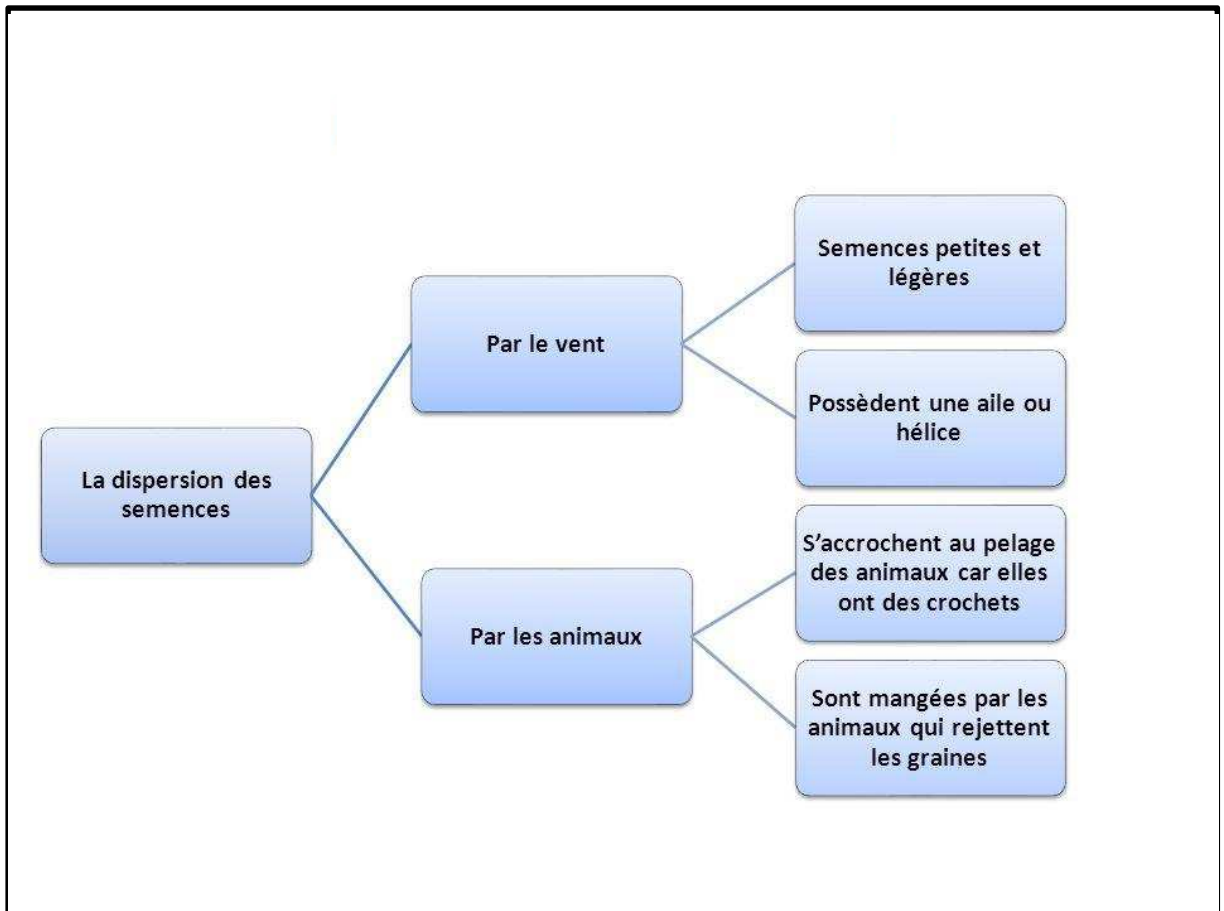 La dispersion des
semences
Par le vent
Semences petites et
légères
Possèdent une aile ou
hélice
Par les animaux
S'accrochent au pelage
des animaux car elles
ont des crochets
Sont mangées par les
animaux qui rejettent
les graines